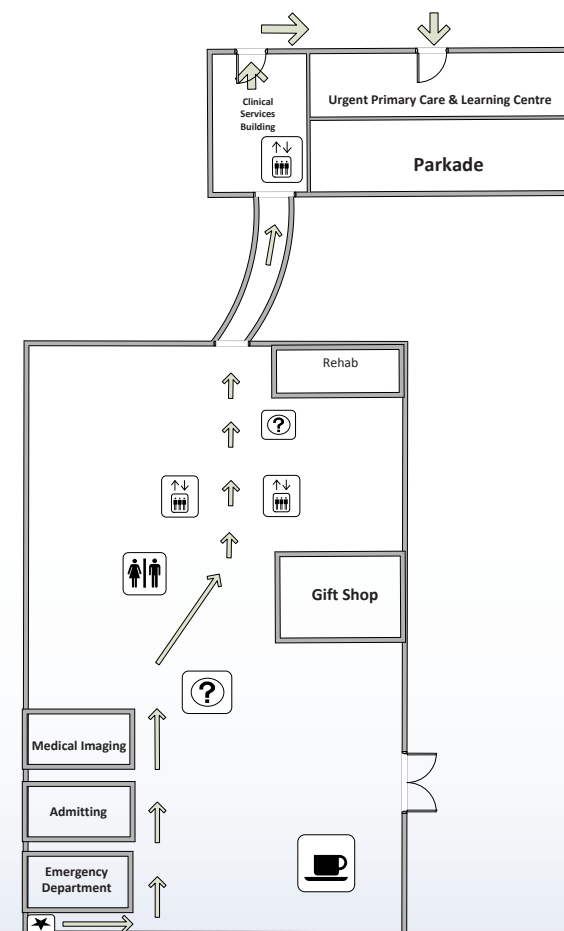 Clinical
Services
Building
Urgent Primary Care & Learning Centre
Parkade
Rehab
?
Gift Shop
?
Medical Imaging
Admitting
Emergency
Department